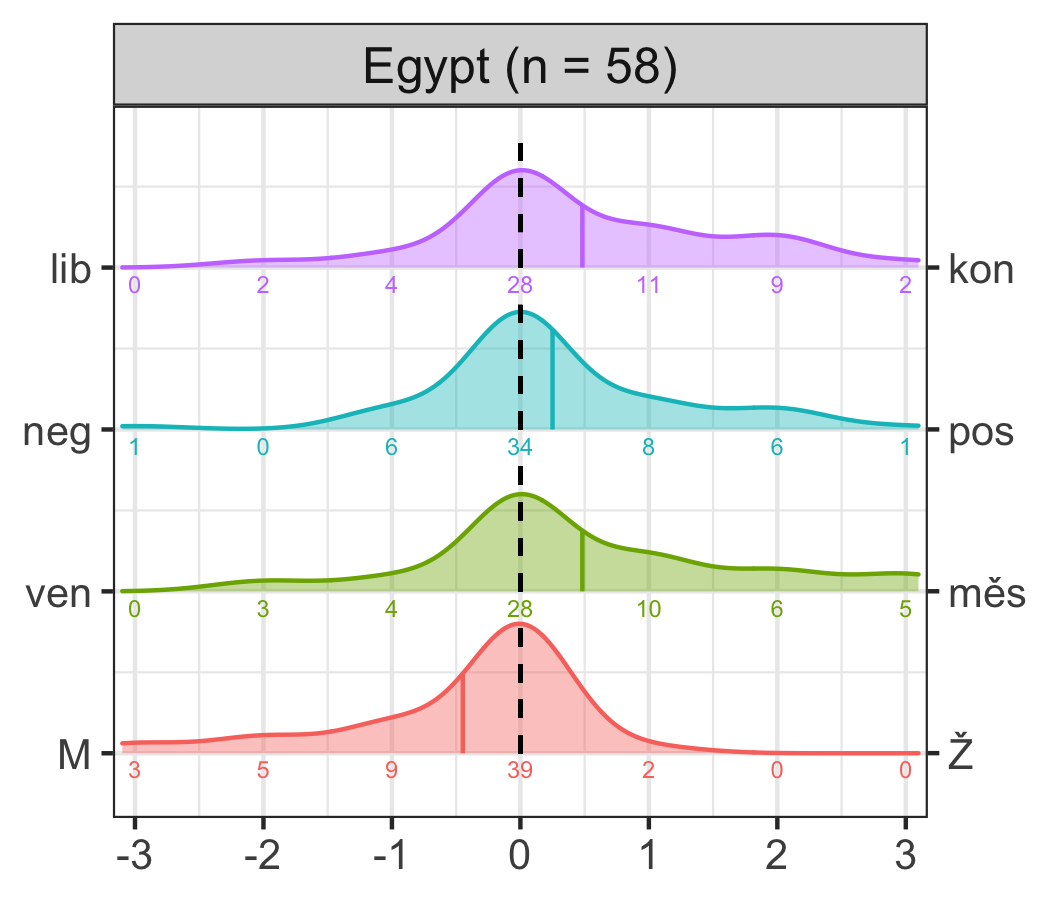 Egypt (n = 58)
lib kon
0 2 4 28 11 9 2
neg pos
1 0 6 34 8 6 1
ven měs
0 3 4 28 10 6 5
M Ž
3 5 9 39 2 0 0
-3 -2 -1 0 1 2 3